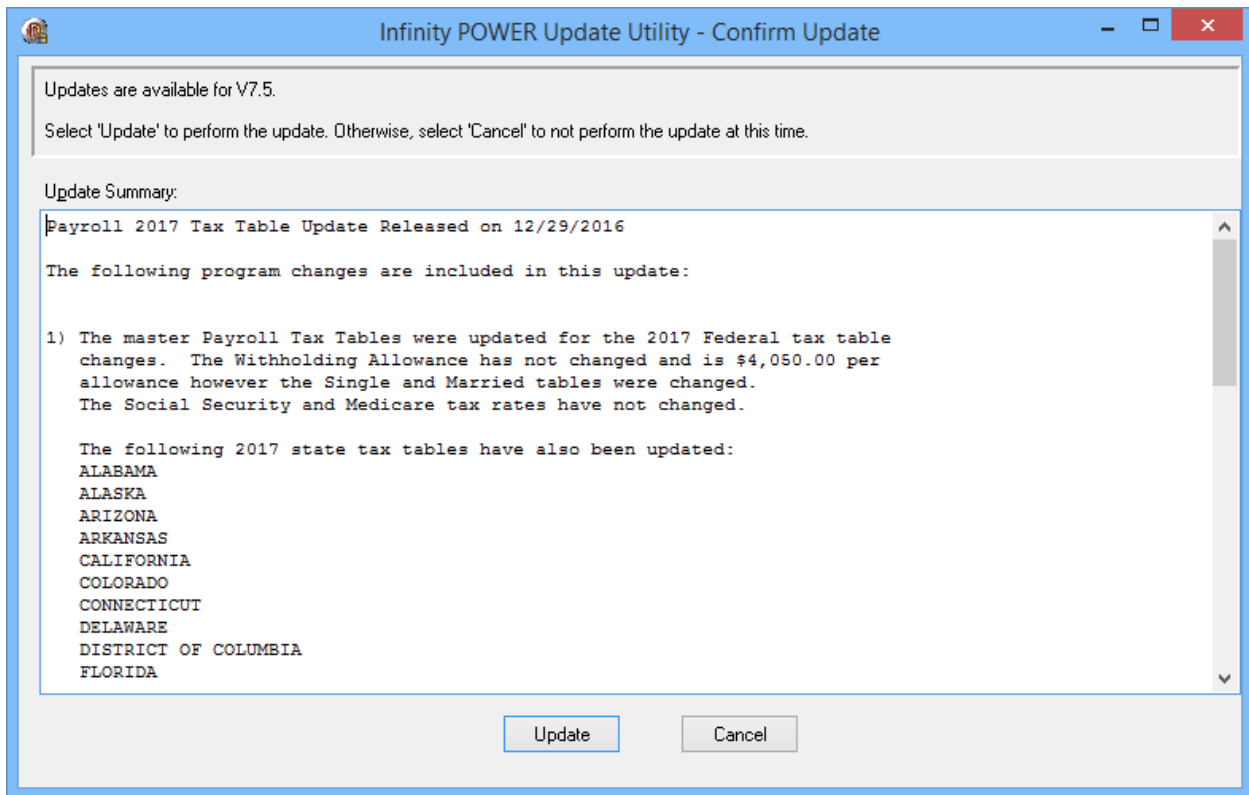 Infinity POWER Update Utility - Confirm Update
Updates are available for V7.5.
Select 'Update' to perform the update. Otherwise, select 'Cancel' to not perform the update at this time.
Update Summary:
Payroll 2017 Tax Table Update Released on 12/29/2016
The following program changes are included in this update:
1) The master Payroll Tax Tables were updated for the 2017 Federal tax table
changes.  The Withholding Allowance has not changed and is $4,050.00 per
allowance however the Single and Married tables were changed.
The Social Security and Medicare tax rates have not changed.
The following 2017 state tax tables have also been updated:
ALABAMA
ALASKA
ARIZONA
ARKANSAS
CALIFORNIA
COLORADO
CONNECTICUT
DELAWARE
DISTRICT OF COLUMBIA
FLORIDA
Update
Cancel